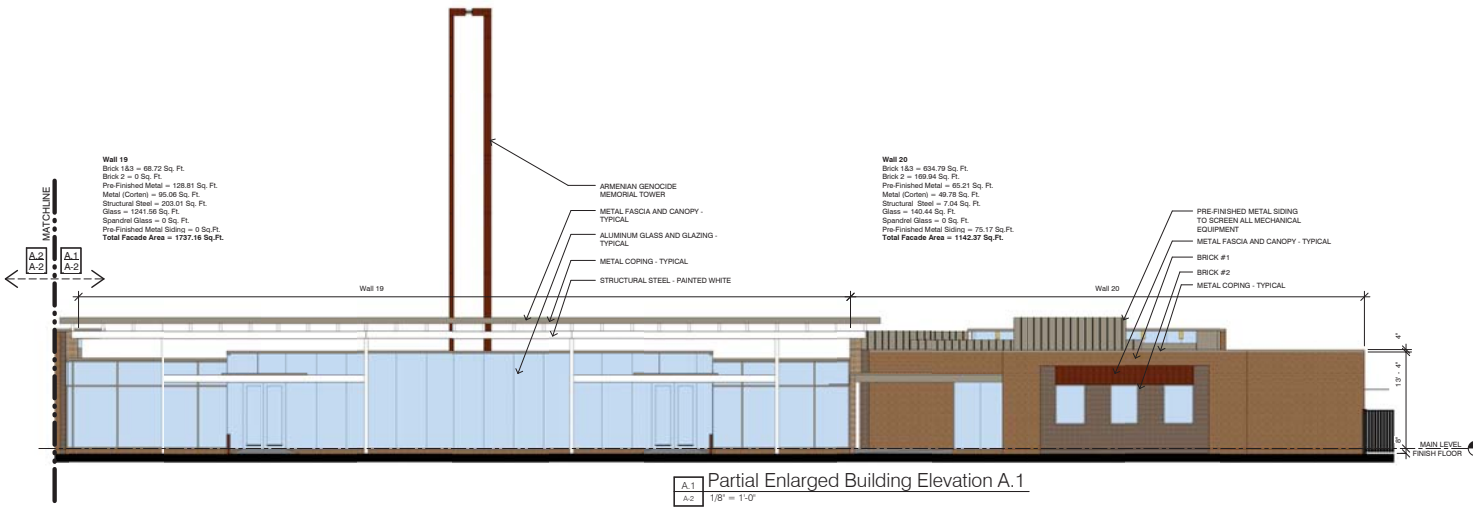 Wall 19
Brick 1&3 = 68.72 Sq. Ft.
Brick 2 = 0 Sq. Ft.
Pre-Finished Metal = 128.81 Sq. Ft.
Metal (Corten) = 95.06 Sq. Ft.
Structural Steel = 203.01 Sq. Ft.
Glass = 1241.56 Sq. Ft.
Spandrel Glass = 0 Sq. Ft.
Pre-Finished Metal Siding = 0 Sq.Ft.
Total Facade Area = 1737.16 Sq.Ft.
ARMENIAN GENOCIDE
MEMORIAL TOWER
METAL FASCIA AND CANOPY -
TYPICAL
ALUMINUM GLASS AND GLAZING -
TYPICAL
METAL COPING - TYPICAL
STRUCTURAL STEEL - PAINTED WHITE
Wall 20
Brick 1&3 = 634.79 Sq. Ft.
Brick 2 = 169.94 Sq. Ft.
Pre-Finished Metal = 65.21 Sq. Ft.
Metal (Corten) = 49.78 Sq. Ft.
Structural Steel = 7.04 Sq. Ft.
Glass = 140.44 Sq. Ft.
Spandrel Glass = 0 Sq. Ft.
Pre-Finished Metal Siding = 75.17 Sq.Ft.
Total Facade Area = 1142.37 Sq.Ft.
PRE-FINISHED METAL SIDING
TO SCREEN ALL MECHANICAL
EQUIPMENT
METAL FASCIA AND CANOPY - TYPICAL
BRICK #1
BRICK #2
METAL COPING - TYPICAL
MATCHLINE
A.2
A-2
A.1
A-2
Wall 19
Wall 20
4"
13' - 4"
6"
MAIN LEVEL
FINISH FLOOR
A.1
A-2
Partial Enlarged Building Elevation A.1
1/8" = 1'-0"